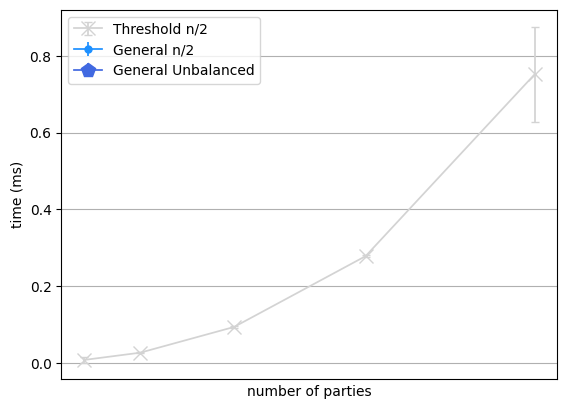 Threshold n/2
General n/2
General Unbalanced
0.8
0.6
0.4
0.2
0.0
time (ms)
number of parties